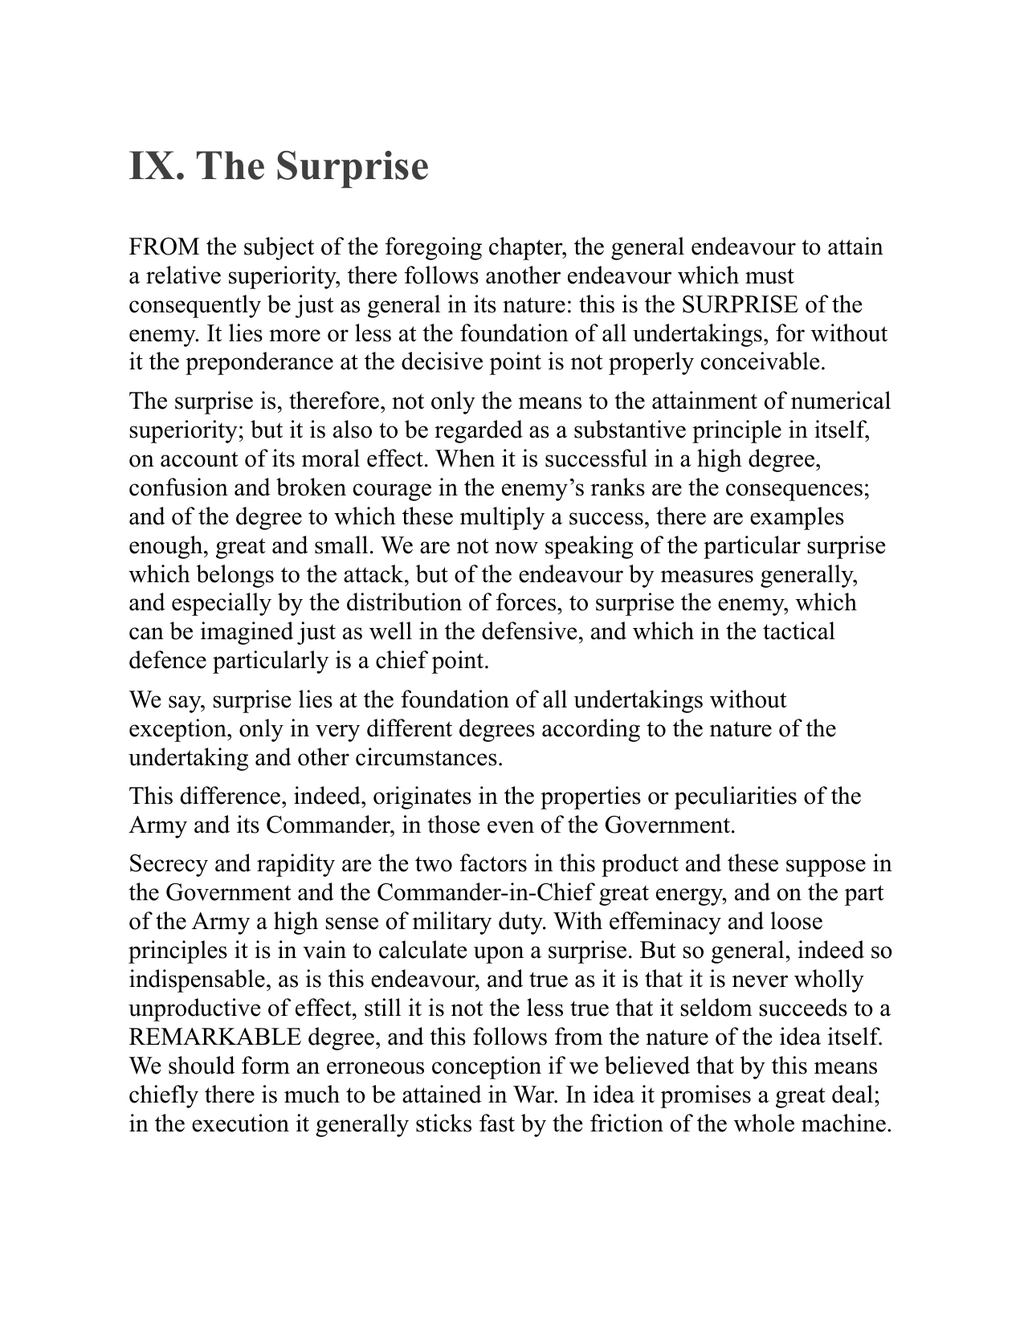 IX. The Surprise
FROM the subject of the foregoing chapter, the general endeavour to attain
a relative superiority, there follows another endeavour which must
consequently be just as general in its nature: this is the SURPRISE of the
enemy. It lies more or less at the foundation of all undertakings, for without
it the preponderance at the decisive point is not properly conceivable.
The surprise is, therefore, not only the means to the attainment of numerical
superiority; but it is also to be regarded as a substantive principle in itself,
on account of its moral effect. When it is successful in a high degree,
confusion and broken courage in the enemy’s ranks are the consequences;
and of the degree to which these multiply a success, there are examples
enough, great and small. We are not now speaking of the particular surprise
which belongs to the attack, but of the endeavour by measures generally,
and especially by the distribution of forces, to surprise the enemy, which
can be imagined just as well in the defensive, and which in the tactical
defence particularly is a chief point.
We say, surprise lies at the foundation of all undertakings without
exception, only in very different degrees according to the nature of the
undertaking and other circumstances.
This difference, indeed, originates in the properties or peculiarities of the
Army and its Commander, in those even of the Government.
Secrecy and rapidity are the two factors in this product and these suppose in
the Government and the Commander-in-Chief great energy, and on the part
of the Army a high sense of military duty. With effeminacy and loose
principles it is in vain to calculate upon a surprise. But so general, indeed so
indispensable, as is this endeavour, and true as it is that it is never wholly
unproductive of effect, still it is not the less true that it seldom succeeds to a
REMARKABLE degree, and this follows from the nature of the idea itself.
We should form an erroneous conception if we believed that by this means
chiefly there is much to be attained in War. In idea it promises a great deal;
in the execution it generally sticks fast by the friction of the whole machine.